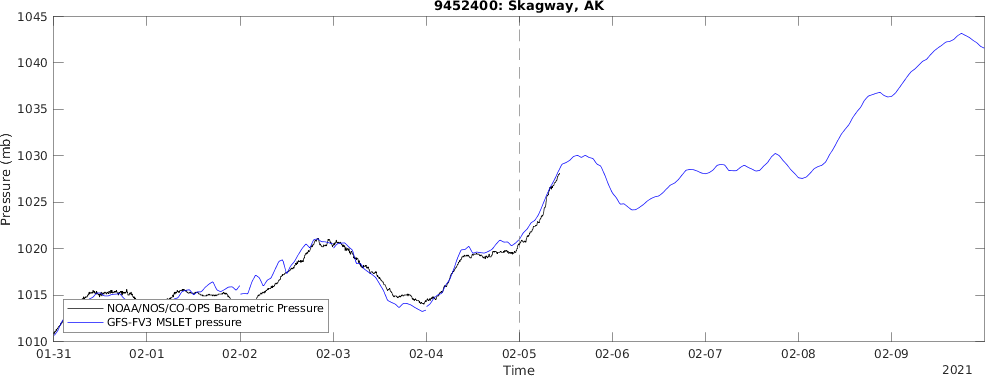 9452400: Skagway, AK
Pressure (mb)
1045
1040
1035
1030
1025
1020
1015
1010
NOAA/NOS/CO-OPS Barometric Pressure
GFS-FV3 MSLET pressure
01-31 02-01 02-02 02-03 02-04 02-05 02-06 02-07 02-08 02-09
Time
2021